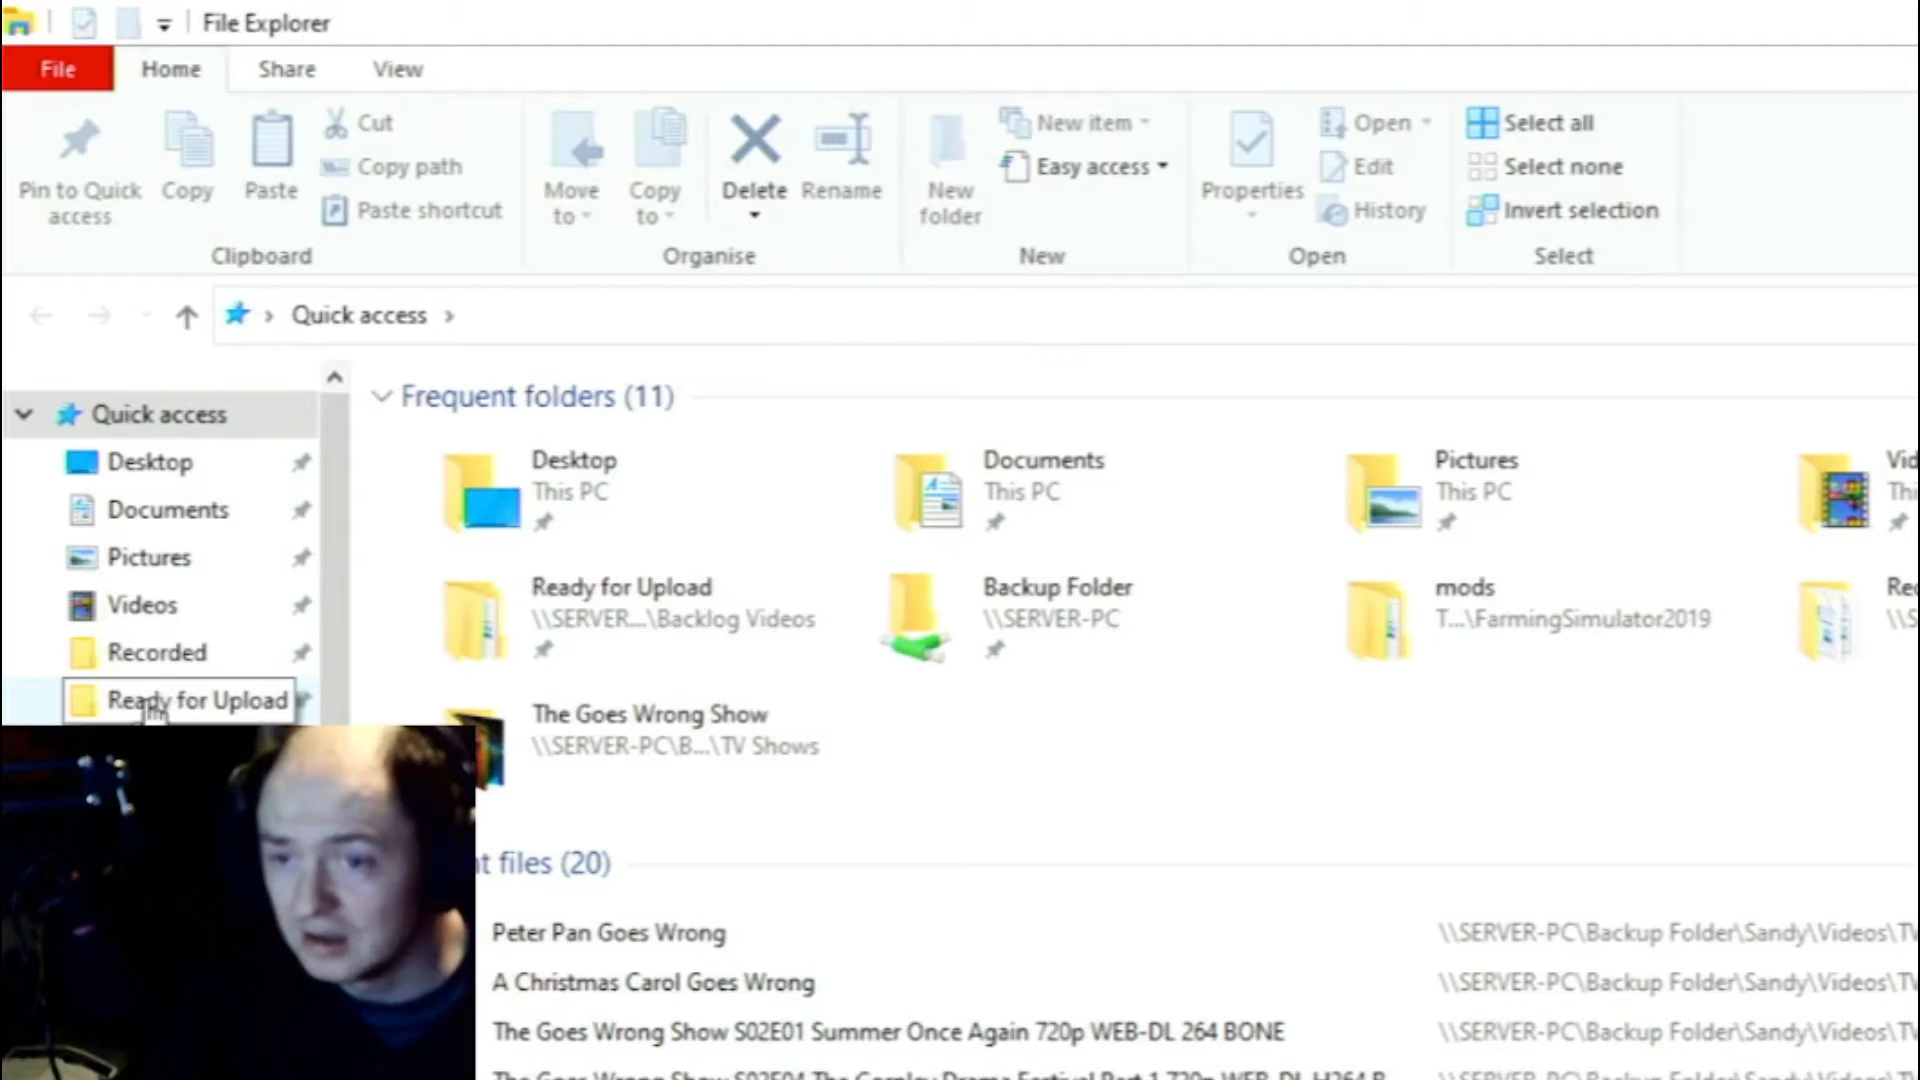 File Explorer
File Home Share View
Pin to Quick access
Copy
Paste
Cut
Copy path
Paste shortcut
Clipboard
Move to
Copy to
Delete
Rename
Organise
New folder
New item
Easy access
New
Properties
Open
Edit
History
Open
Select all
Select none
Invert selection
Select
Quick access
Quick access
Desktop
Documents
Pictures
Videos
Recorded
Ready for Upload
Frequent folders (11)
Desktop
This PC
Documents
This PC
Pictures
This PC
Ready for Upload
\\SERVER...\Backlog Videos
Backup Folder
\\SERVER-PC
mods
T...\FarmingSimulator2019
The Goes Wrong Show
\\SERVER-PC\B...\TV Shows
files (20)
Peter Pan Goes Wrong \\SERVER-PC\Backup Folder\Sandy\Videos\
A Christmas Carol Goes Wrong \\SERVER-PC\Backup Folder\Sandy\Videos\
The Goes Wrong Show S02E01 Summer Once Again 720p WEB-DL 264 BONE \\SERVER-PC\Backup Folder\Sandy\Videos\